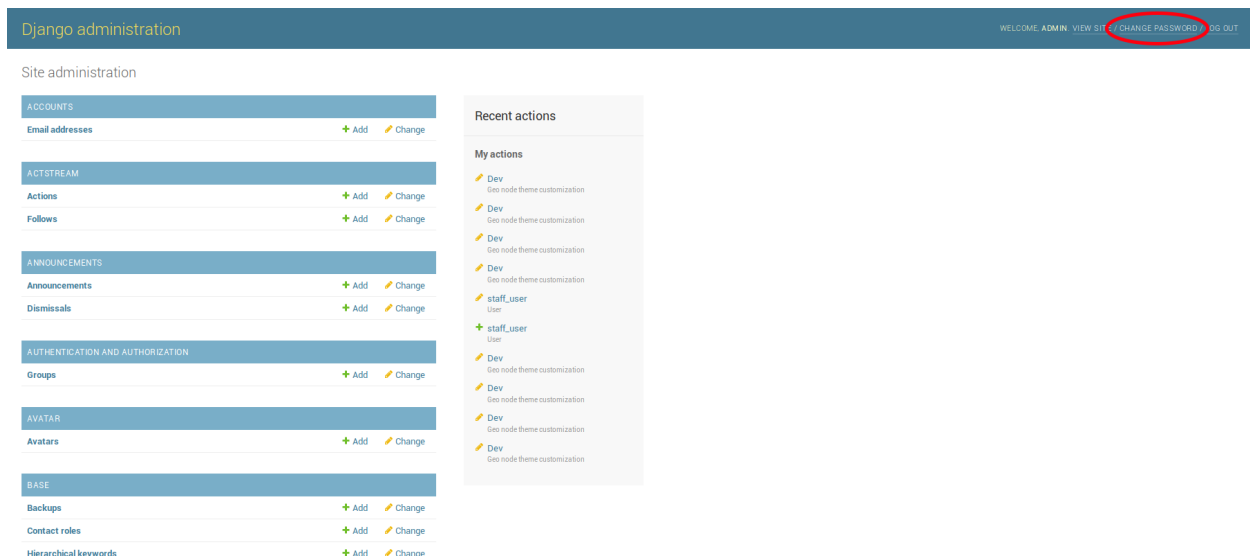 Django administration
WELCOME, ADMIN. VIEW SITE / CHANGE PASSWORD / LOG OUT
Site administration
ACCOUNTS
Email addresses Add Change
ACTSTREAM
Actions Add Change
Follows Add Change
ANNOUNCEMENTS
Announcements Add Change
Dismissals Add Change
AUTHENTICATION AND AUTHORIZATION
Groups Add Change
AVATAR
Avatars Add Change
BASE
Backups Add Change
Contact roles Add Change
Hierarchical keywords Add Change
Recent actions
My actions
Dev
Geo node theme customization
Dev
Geo node theme customization
Dev
Geo node theme customization
Dev
Geo node theme customization
staff_user
User
staff_user
User
Dev
Geo node theme customization
Dev
Geo node theme customization
Dev
Geo node theme customization
Dev
Geo node theme customization